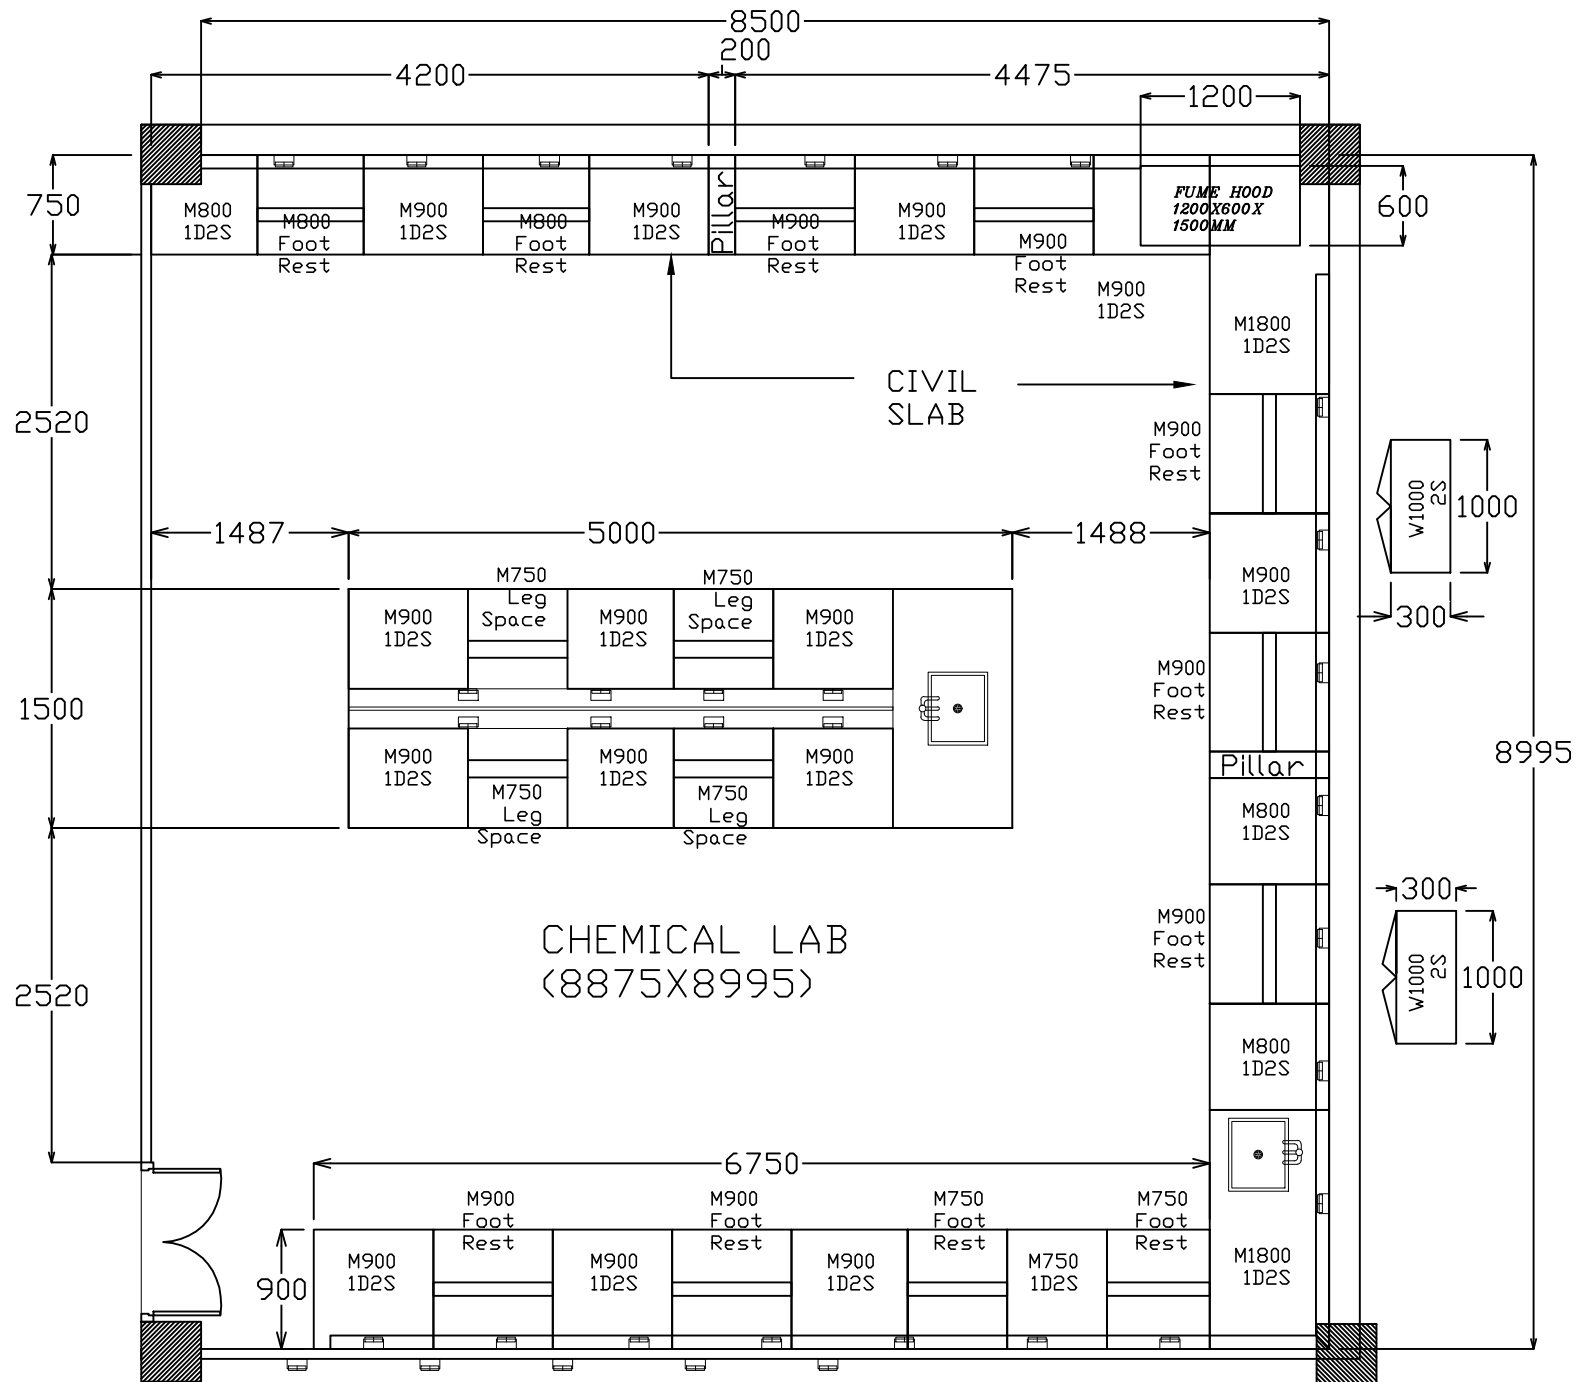 8500
200
4200
4475
1200
750
600
M800
1D2S
M800
Foot
Rest
M900
1D2S
M800
Foot
Rest
M900
1D2S
Pillar
M900
Foot
Rest
M900
1D2S
M900
Foot
Rest
M900
1D2S
FUME HOOD
1200X600X
1500MM
M1800
1D2S
CIVIL
SLAB
2520
M900
Foot
Rest
W1000
2S
1000
300
1487
5000
1488
M900
1D2S
M750
Leg
Space
M900
1D2S
M750
Leg
Space
M900
1D2S
M900
1D2S
1500
M900
Foot
Rest
8995
M900
1D2S
M750
Leg
Space
M900
1D2S
M750
Leg
Space
M900
1D2S
Pillar
M800
1D2S
CHEMICAL LAB
(8875X8995)
M900
Foot
Rest
300
W1000
2S
1000
2520
M800
1D2S
6750
900
M900
1D2S
M900
Foot
Rest
M900
1D2S
M900
Foot
Rest
M900
1D2S
M750
Foot
Rest
M750
1D2S
M750
Foot
Rest
M1800
1D2S